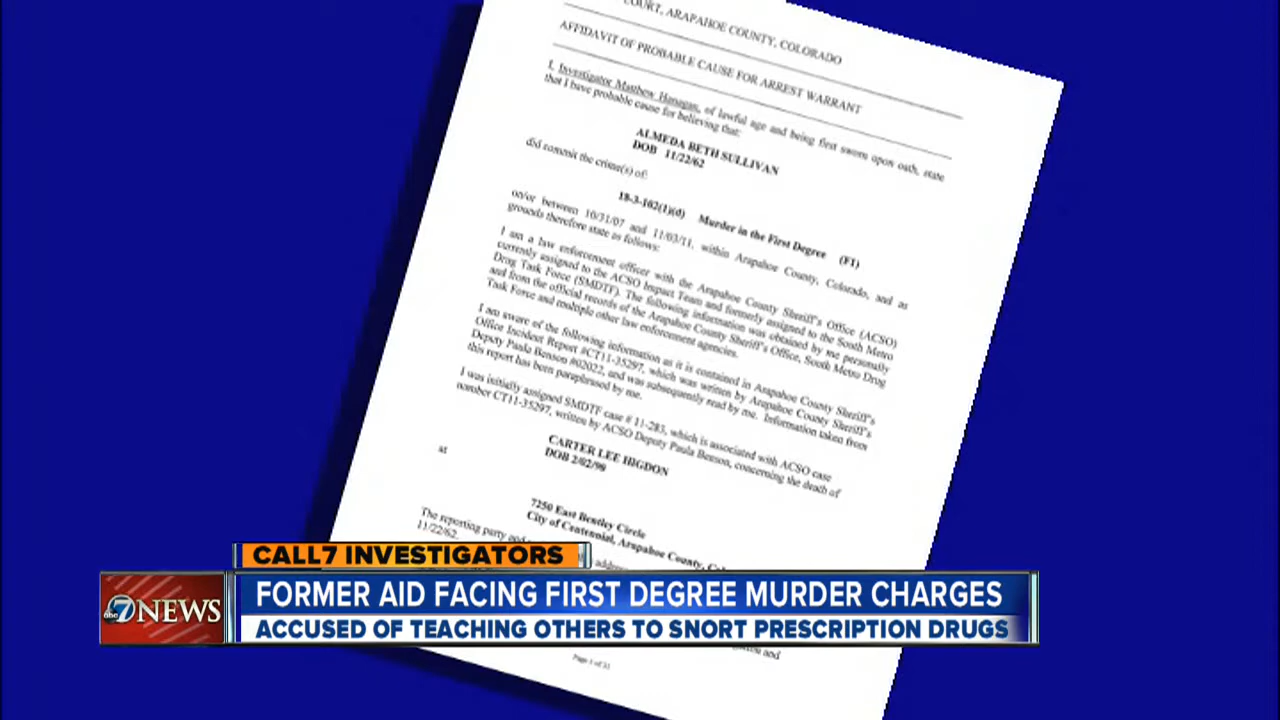 COURT, ARAPAHOE COUNTY, COLORADO
AFFIDAVIT OF PROBABLE CAUSE FOR ARREST WARRANT
I, Investigator Matthew Hanagan, of lawful age and being first sworn upon oath, state
that I have probable cause for believing that:
ALMEDA BETH SULLIVAN
DOB 11/22/62
did commit the crime(s) of:
18-3-102(1)(d) Murder in the First Degree (F1)
on/or between 10/31/07 and 11/03/11, within Arapahoe County, Colorado, and as
grounds therefore state as follows:
I am a law enforcement officer with the Arapahoe County Sheriff's Office (ACSO)
currently assigned to the ACSO Impact Team and formerly assigned to the South Metro
Drug Task Force (SMDTF). The following information was obtained by me personally
and from the official records of the Arapahoe County Sheriff's Office, South Metro Drug
Task Force and multiple other law enforcement agencies.
I am aware of the following information as it is contained in Arapahoe County Sheriff's
Office Incident Report #CT11-35297, which was written by Arapahoe County Sheriff's
Deputy Paula Benson #02022, and was subsequently read by me. Information taken from
this report has been paraphrased by me.
I was initially assigned SMDTF case # 11-283, which is associated with ACSO case
number CT11-35297, written by ACSO Deputy Paula Benson, concerning the death of
CARTER LEE HIGDON
DOB 2/02/90
at
7250 East Bentley Circle
City of Centennial, Arapahoe County,
The reporting party and
11/22/62.
CALL7 INVESTIGATORS
abc 7NEWS
FORMER AID FACING FIRST DEGREE MURDER CHARGES
ACCUSED OF TEACHING OTHERS TO SNORT PRESCRIPTION DRUGS
and
Page 1 of 31